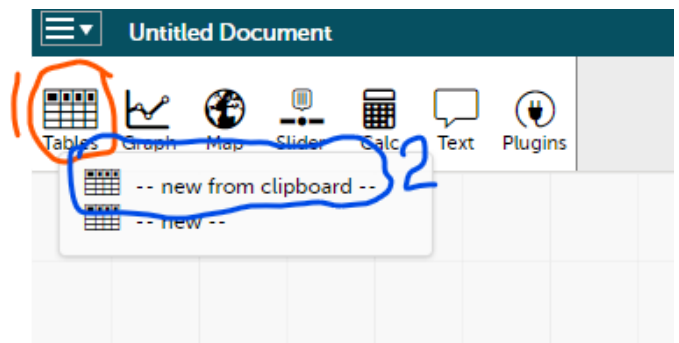 Untitled Document
1
Tables Graph Map Slider Calc Text Plugins
-- new from clipboard -- 2
-- new --